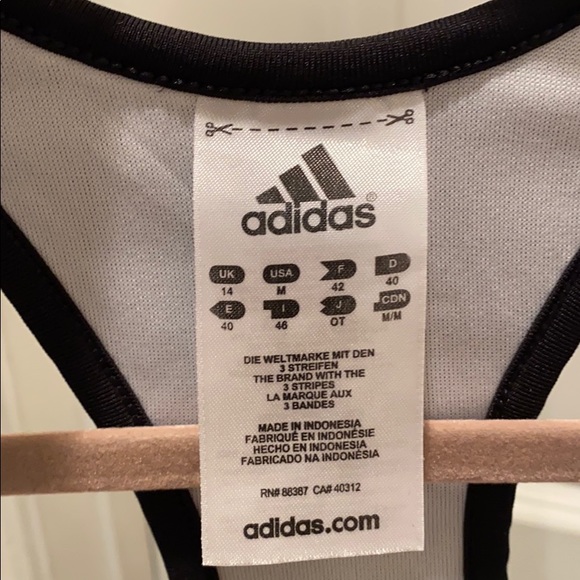 adidas®
UK USA F D
14 M 42 40
E I J CDN
40 46 OT M/M
DIE WELTMARKE MIT DEN
3 STREIFEN
THE BRAND WITH THE
3 STRIPES
LA MARQUE AUX
3 BANDES
MADE IN INDONESIA
FABRIQUÉ EN INDONÉSIE
HECHO EN INDONESIA
FABRICADO NA INDONÉSIA
RN# 88387 CA# 40312
adidas.com